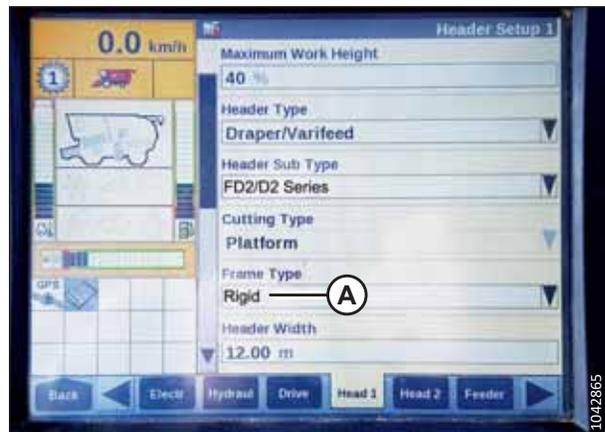 0.0 km/h
Header Setup 1
Maximum Work Height
40 %
1
Header Type
Draper/Varifeed
Header Sub Type
FD2/D2 Series
Cutting Type
Platform
Frame Type
Rigid
A
GPS
Header Width
12.00 m
Back
Electr
Hydraul
Drive
Head 1
Head 2
Feeder
1042865